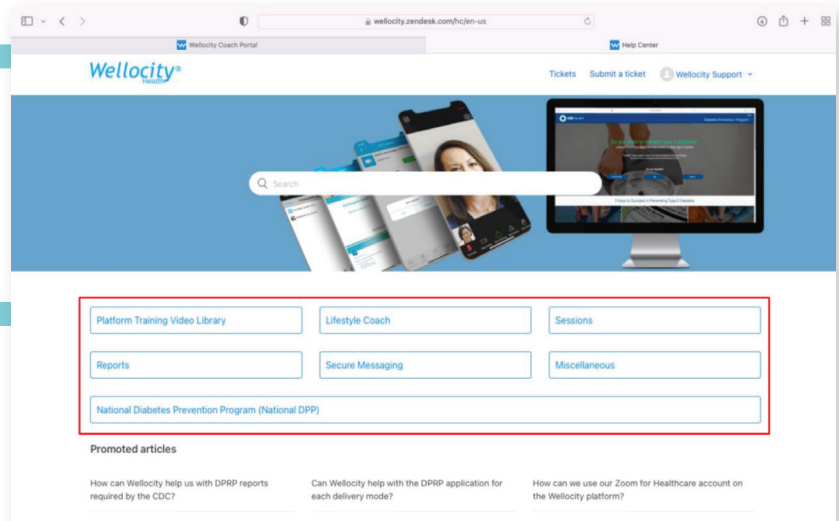 wellocity.zendesk.com/hc/en-us
Wellocity Coach Portal
Help Center
Wellocity®
Health
Tickets Submit a ticket Wellocity Support
Search
Platform Training Video Library
Lifestyle Coach
Sessions
Reports
Secure Messaging
Miscellaneous
National Diabetes Prevention Program (National DPP)
Promoted articles
How can Wellocity help us with DPRP reports
required by the CDC?
Can Wellocity help with the DPRP application for
each delivery mode?
How can we use our Zoom for Healthcare account on
the Wellocity platform?